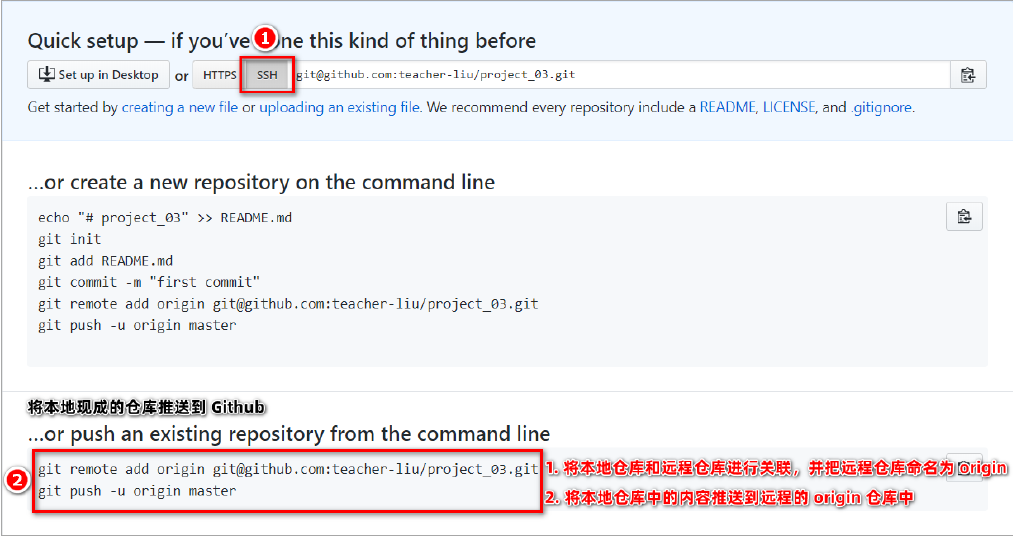 1
Quick setup — if you've one this kind of thing before
Set up in Desktop or HTTPS SSH git@github.com:teacher-liu/project_03.git
Get started by creating a new file or uploading an existing file. We recommend every repository include a README, LICENSE, and .gitignore.
...or create a new repository on the command line
echo "# project_03" >> README.md
git init
git add README.md
git commit -m "first commit"
git remote add origin git@github.com:teacher-liu/project_03.git
git push -u origin master
将本地现成的仓库推送到 Github
...or push an existing repository from the command line
2
git remote add origin git@github.com:teacher-liu/project_03.git
git push -u origin master
1. 将本地仓库和远程仓库进行关联，并把远程仓库命名为 Origin
2. 将本地仓库中的内容推送到远程的 origin 仓库中